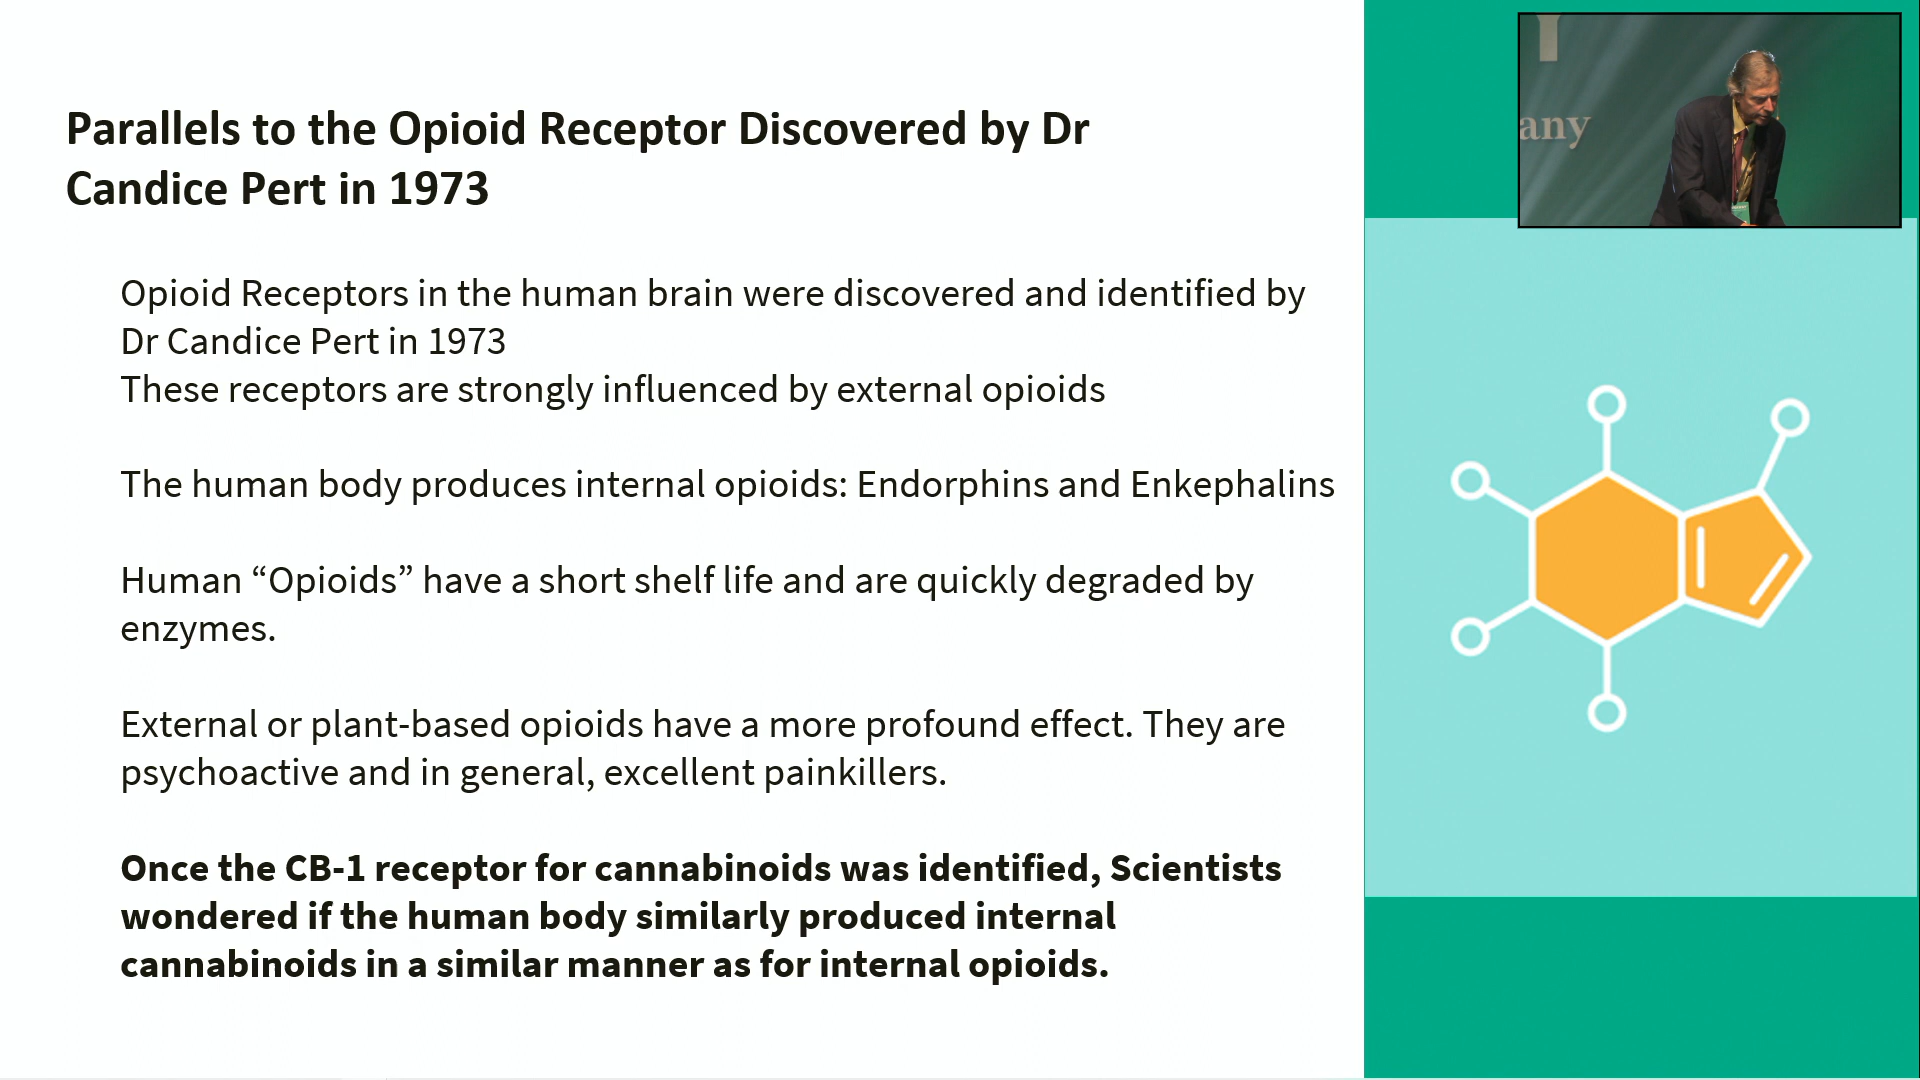 Parallels to the Opioid Receptor Discovered by Dr
Candice Pert in 1973
Opioid Receptors in the human brain were discovered and identified by
Dr Candice Pert in 1973
These receptors are strongly influenced by external opioids
The human body produces internal opioids: Endorphins and Enkephalins
Human “Opioids” have a short shelf life and are quickly degraded by
enzymes.
External or plant-based opioids have a more profound effect. They are
psychoactive and in general, excellent painkillers.
Once the CB-1 receptor for cannabinoids was identified, Scientists
wondered if the human body similarly produced internal
cannabinoids in a similar manner as for internal opioids.
any